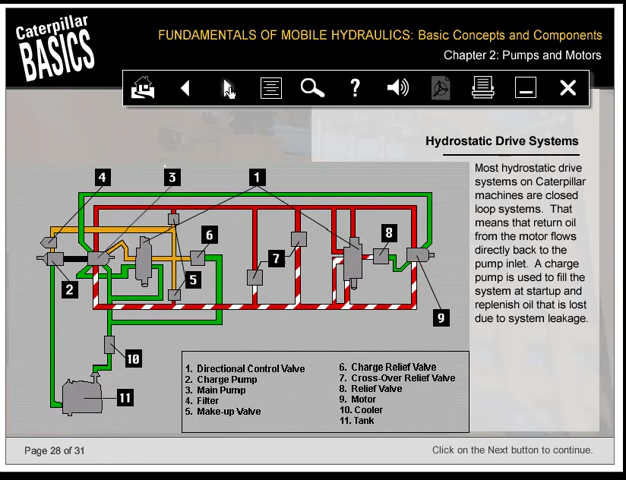 Caterpillar
BASICS
FUNDAMENTALS OF MOBILE HYDRAULICS: Basic Concepts and Components
Chapter 2: Pumps and Motors
?
Hydrostatic Drive Systems
Most hydrostatic drive
systems on Caterpillar
machines are closed
loop systems. That
means that return oil
from the motor flows
directly back to the
pump inlet. A charge
pump is used to fill the
system at startup and
replenish oil that is lost
due to system leakage.
4
3
1
6
8
2
5
7
9
10
11
1. Directional Control Valve
2. Charge Pump
3. Main Pump
4. Filter
5. Make-up Valve
6. Charge Relief Valve
7. Cross-Over Relief Valve
8. Relief Valve
9. Motor
10. Cooler
11. Tank
Page 28 of 31
Click on the Next button to continue.